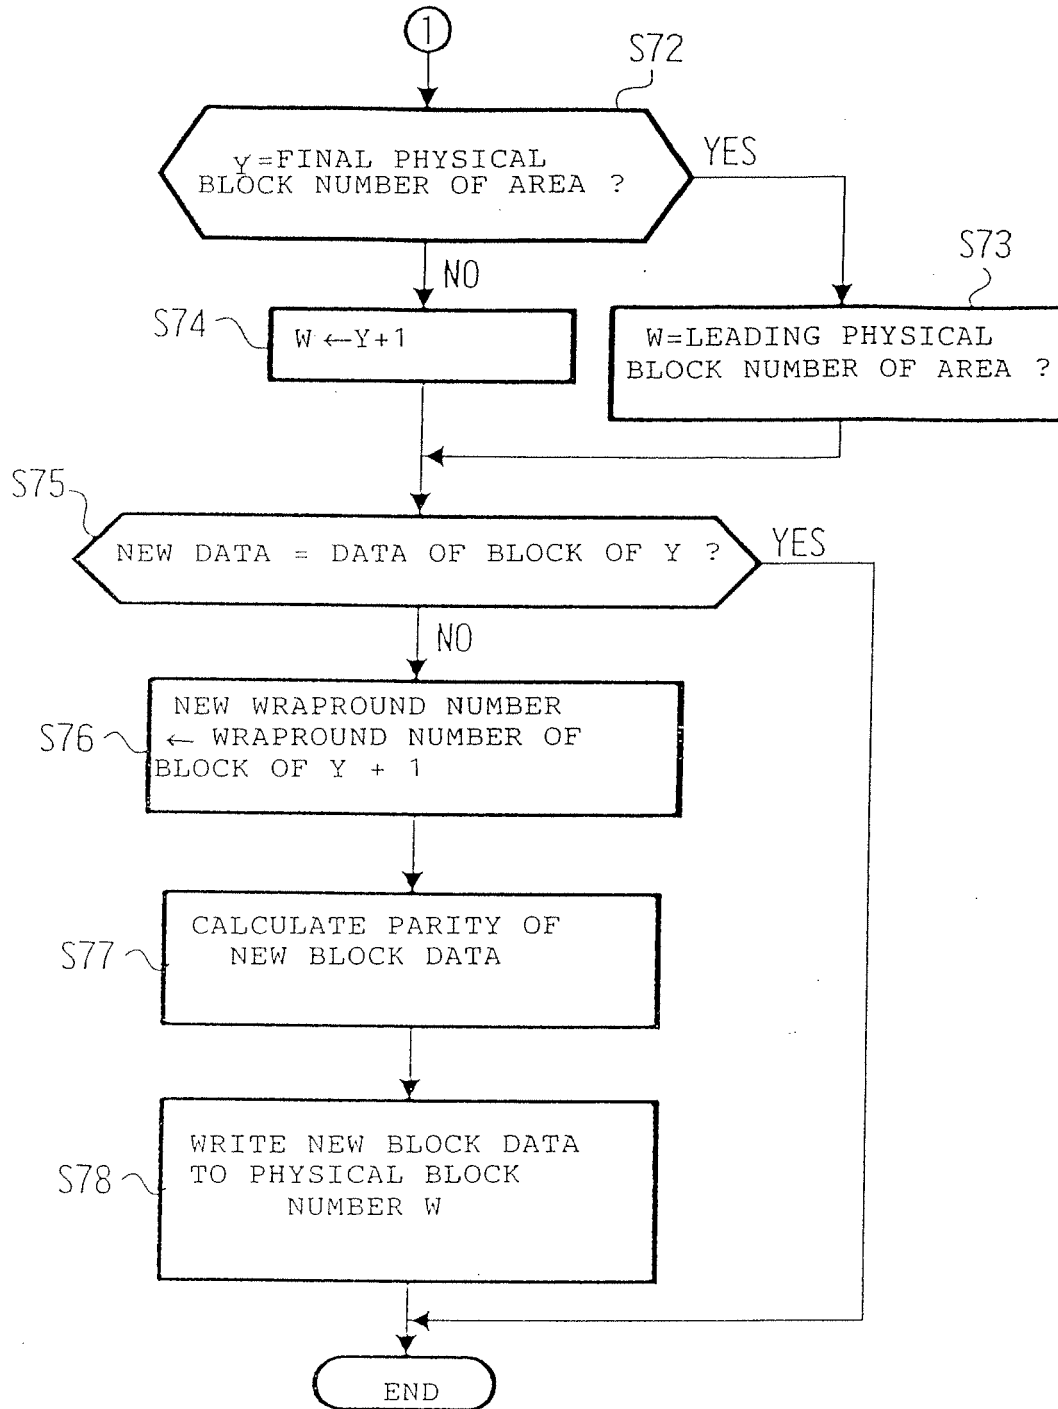 1
S72
Y=FINAL PHYSICAL
BLOCK NUMBER OF AREA ?
YES
NO
S73
W=LEADING PHYSICAL
BLOCK NUMBER OF AREA ?
S74
W ←Y+1
S75
NEW DATA = DATA OF BLOCK OF Y ?
YES
NO
S76
NEW WRAPROUND NUMBER
← WRAPROUND NUMBER OF
BLOCK OF Y + 1
S77
CALCULATE PARITY OF
NEW BLOCK DATA
S78
WRITE NEW BLOCK DATA
TO PHYSICAL BLOCK
NUMBER W
END